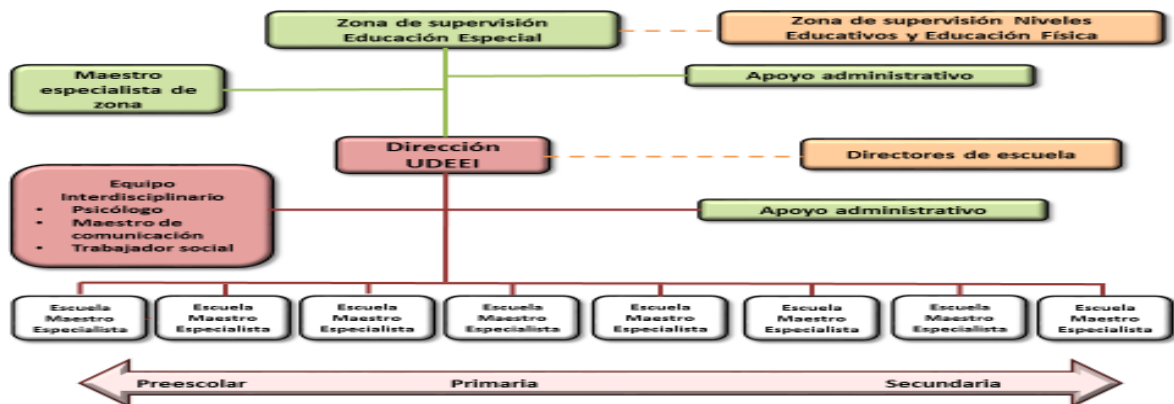 Zona de supervisión
Educación Especial
Zona de supervisión Niveles
Educativos y Educación Física
Maestro
especialista de
zona
Apoyo administrativo
Dirección
UDEEI
Directores de escuela
Equipo
Interdisciplinario
• Psicólogo
• Maestro de
comunicación
• Trabajador social
Apoyo administrativo
Escuela
Maestro
Especialista
Escuela
Maestro
Especialista
Escuela
Maestro
Especialista
Escuela
Maestro
Especialista
Escuela
Maestro
Especialista
Escuela
Maestro
Especialista
Escuela
Maestro
Especialista
Escuela
Maestro
Especialista
Preescolar Primaria Secundaria